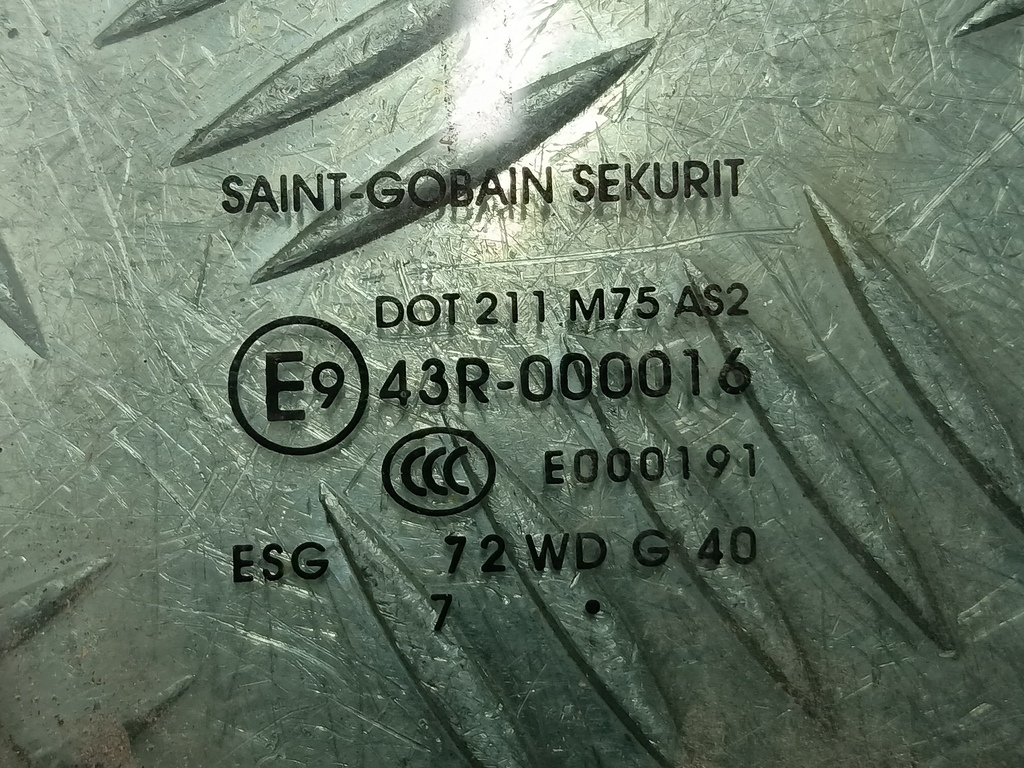 SAINT-GOBAIN SEKURIT
DOT 211 M75 AS2
E9 43R-000016
CCC E000191
ESG 72 WD G 40
7 •